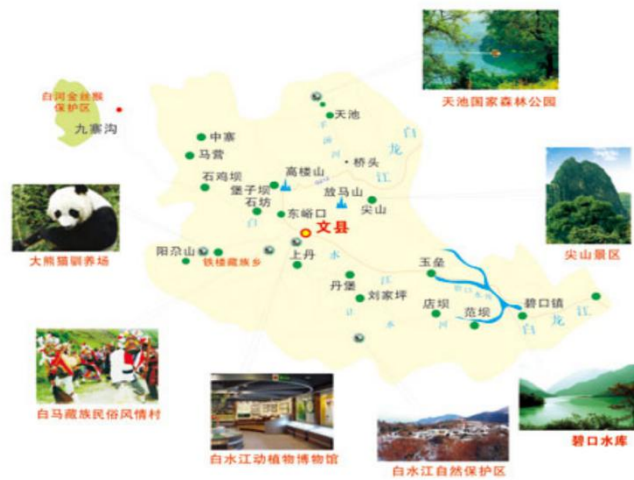 天池国家森林公园
白河金丝猴
保护区
九寨沟
天池
中寨
马营
白
龙
江
桥头
石鸡坝
堡子坝
高楼山
放马山
石坊
尖山
东峪口
文县
白
水
江
尖山景区
大熊猫驯养场
阳尕山
铁楼藏族乡
上丹
丹堡
刘家坪
玉垒
店坝
范坝
碧口镇
白
龙
江
白马藏族民俗风情村
白水江动植物博物馆
白水江自然保护区
碧口水库